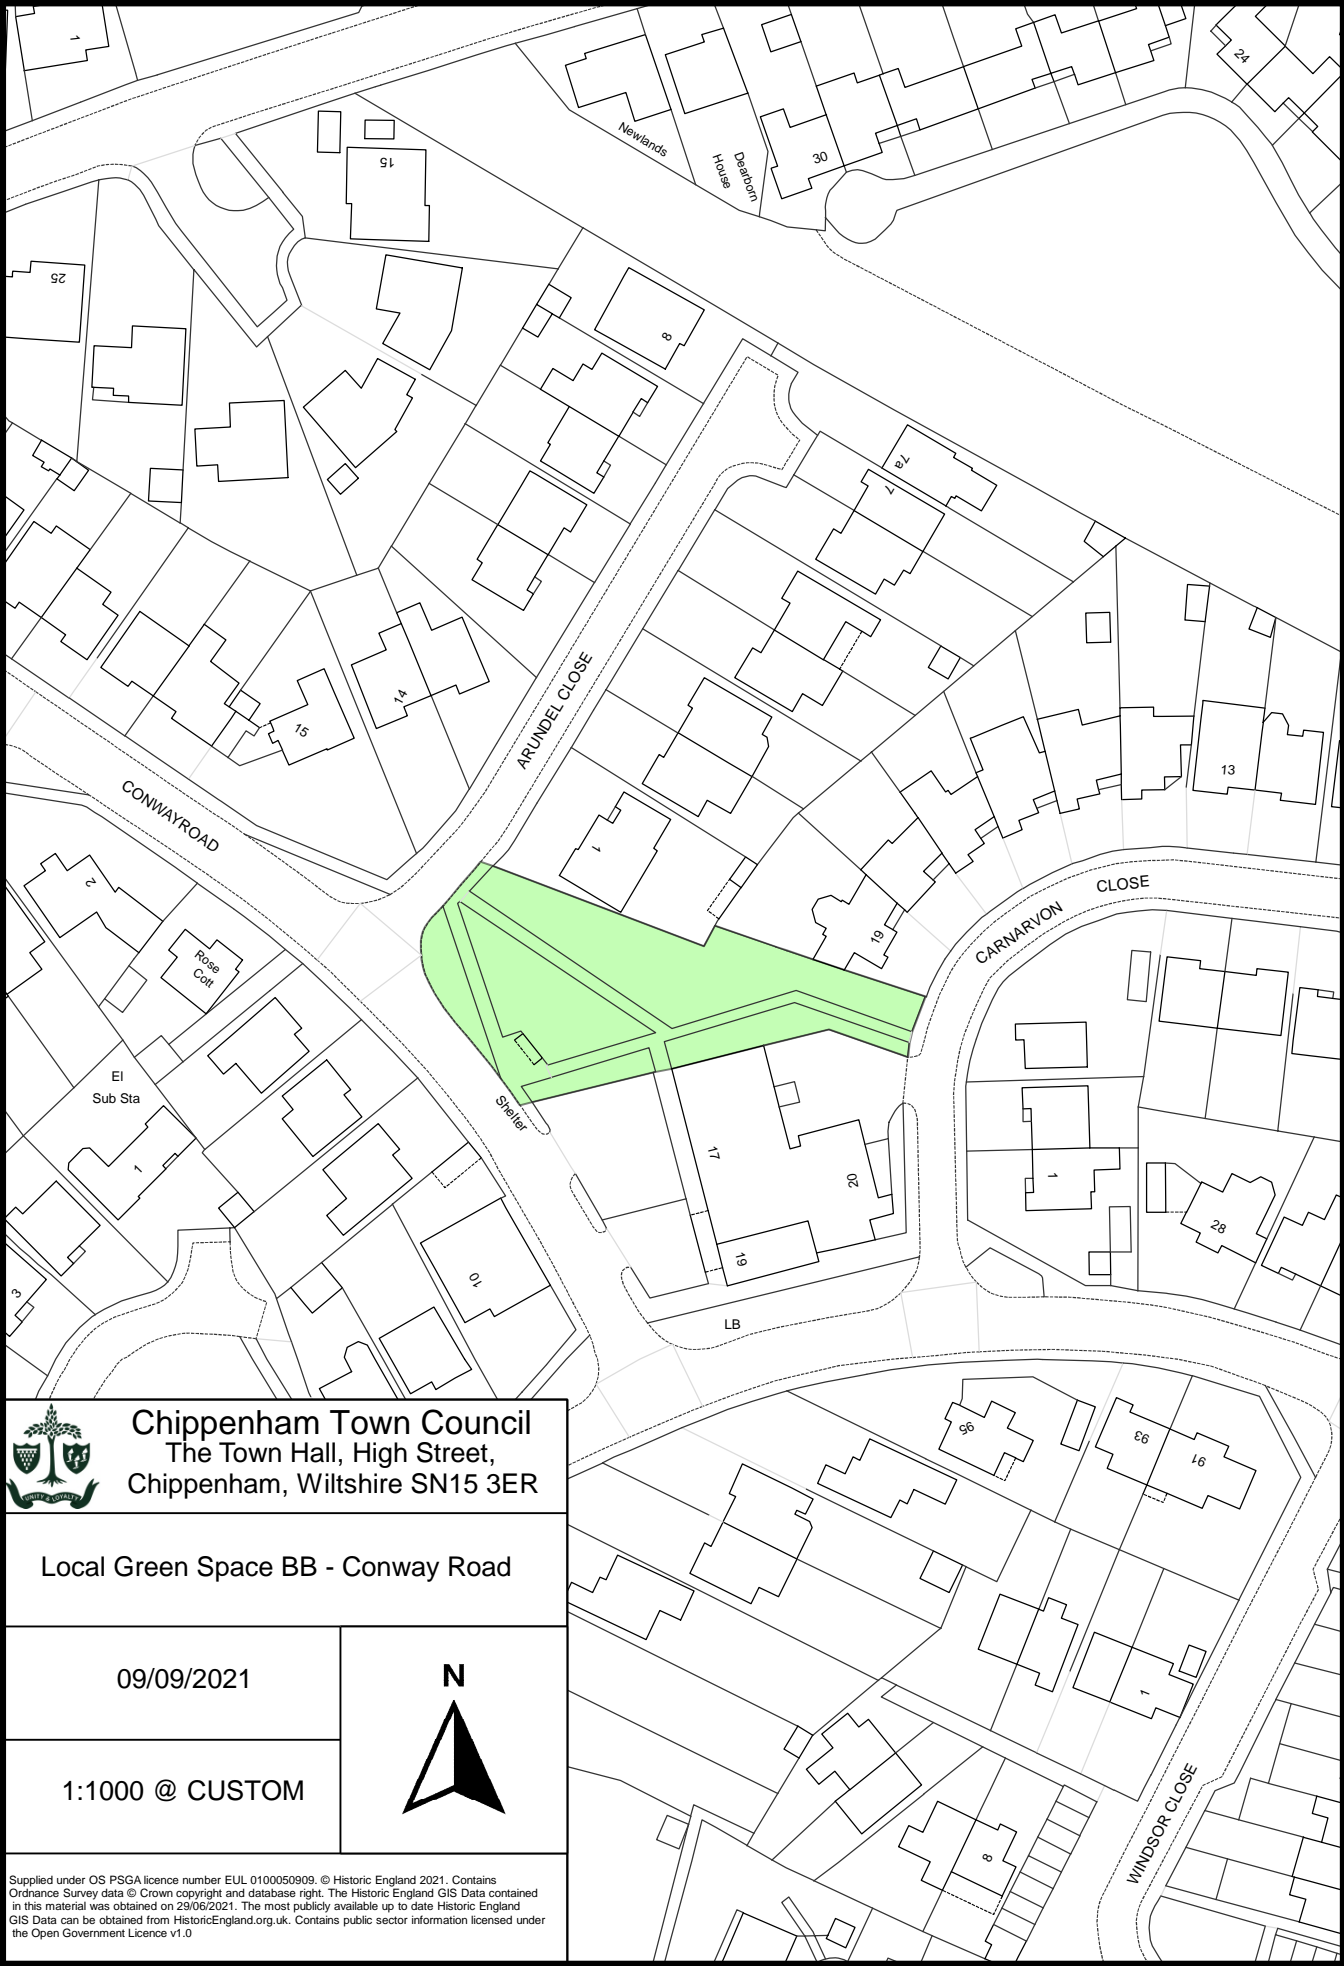 1
24
Newlands
Dearborn
House
30
15
25
8
7a
7
ARUNDEL CLOSE
14
15
13
CONWAYROAD
1
CLOSE
CARNARVON
19
2
Rose
Cott
El
Sub Sta
Shelter
1
17
20
1
28
19
10
3
LB
95
93
91
1
8
WINDSOR CLOSE
Chippenham Town Council
The Town Hall, High Street,
Chippenham, Wiltshire SN15 3ER
UNITY & LOYALTY
Local Green Space BB - Conway Road
09/09/2021
N
1:1000 @ CUSTOM
Supplied under OS PSGA licence number EUL 0100050909. © Historic England 2021. Contains
Ordnance Survey data © Crown copyright and database right. The Historic England GIS Data contained
in this material was obtained on 29/06/2021. The most publicly available up to date Historic England
GIS Data can be obtained from HistoricEngland.org.uk. Contains public sector information licensed under
the Open Government Licence v1.0